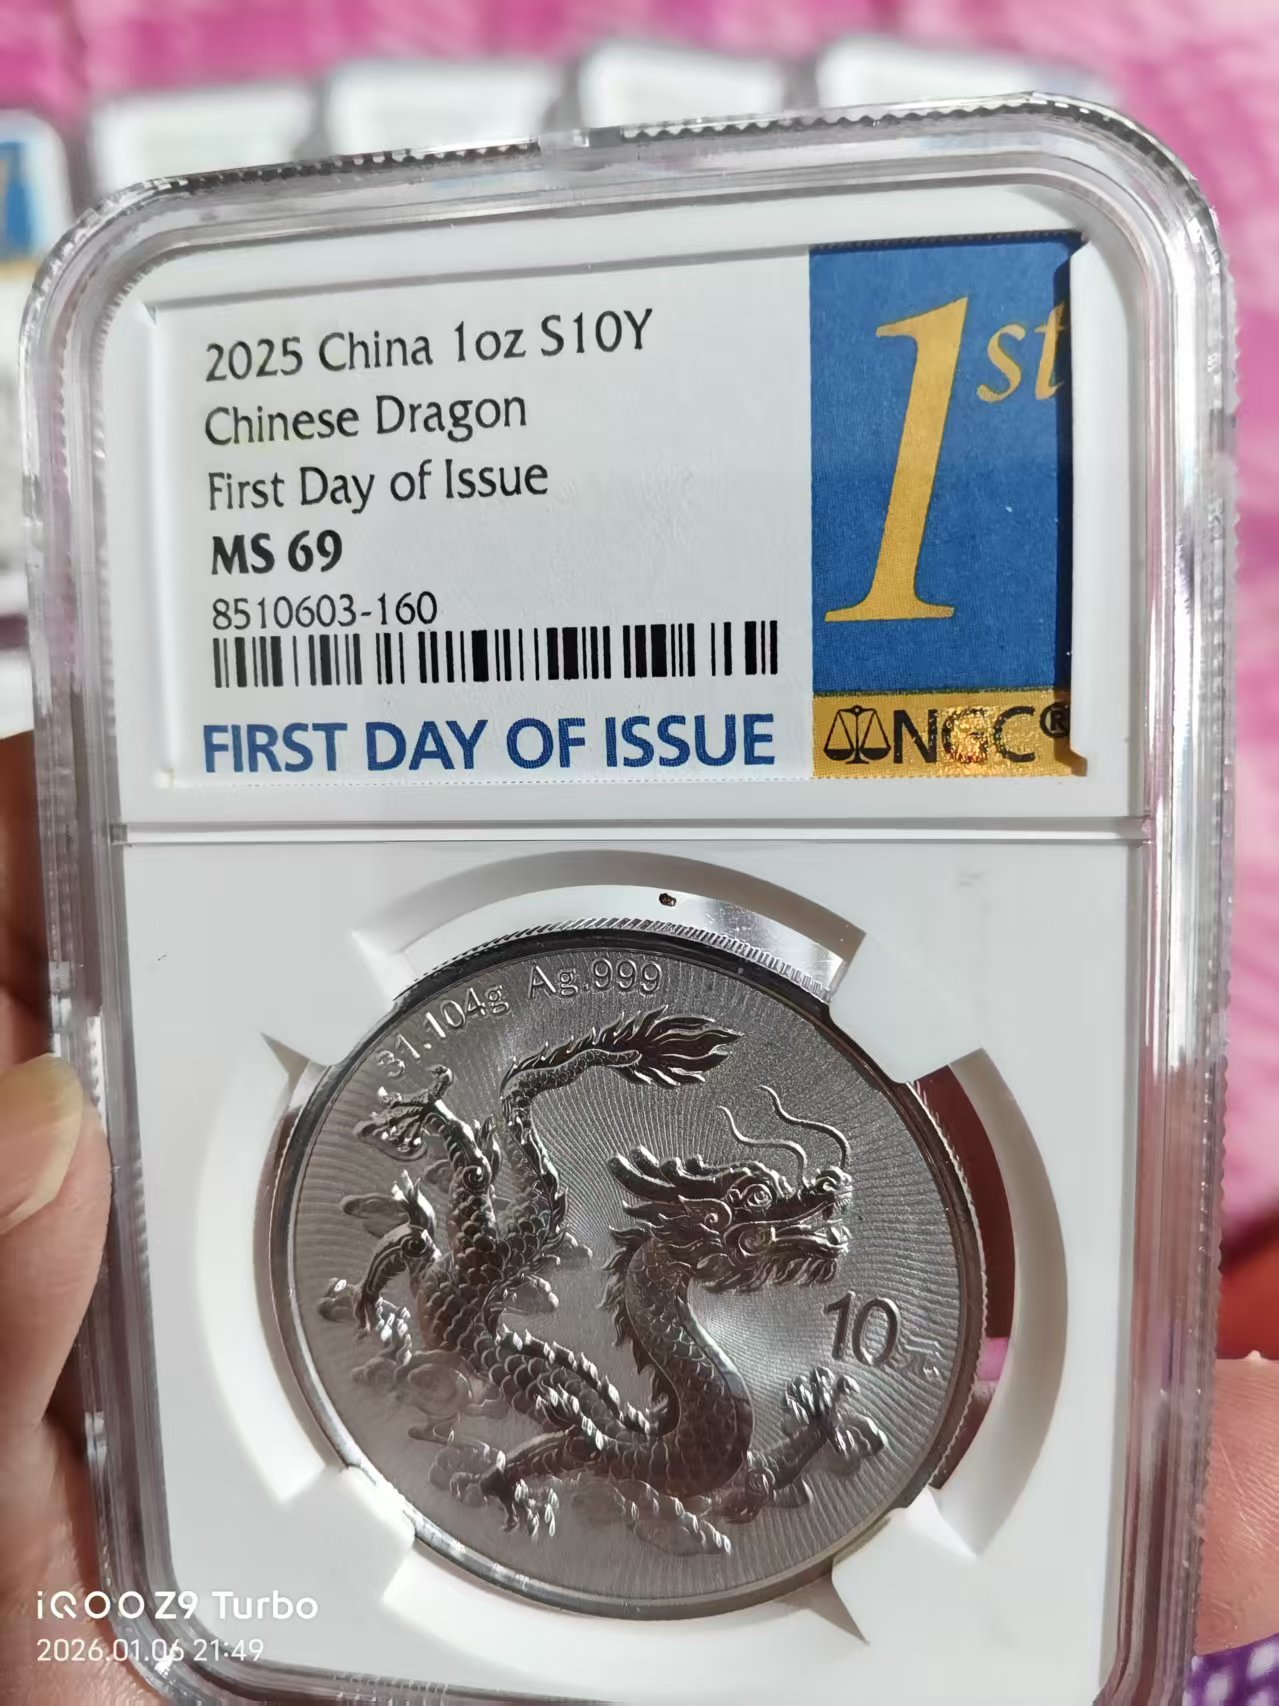 2025 China 1oz S10Y
Chinese Dragon
First Day of Issue
MS 69
8510603-160
FIRST DAY OF ISSUE
1st
NGC®
31.104g Ag.999
10
iQOO Z9 Turbo
2026.01.06 21:49